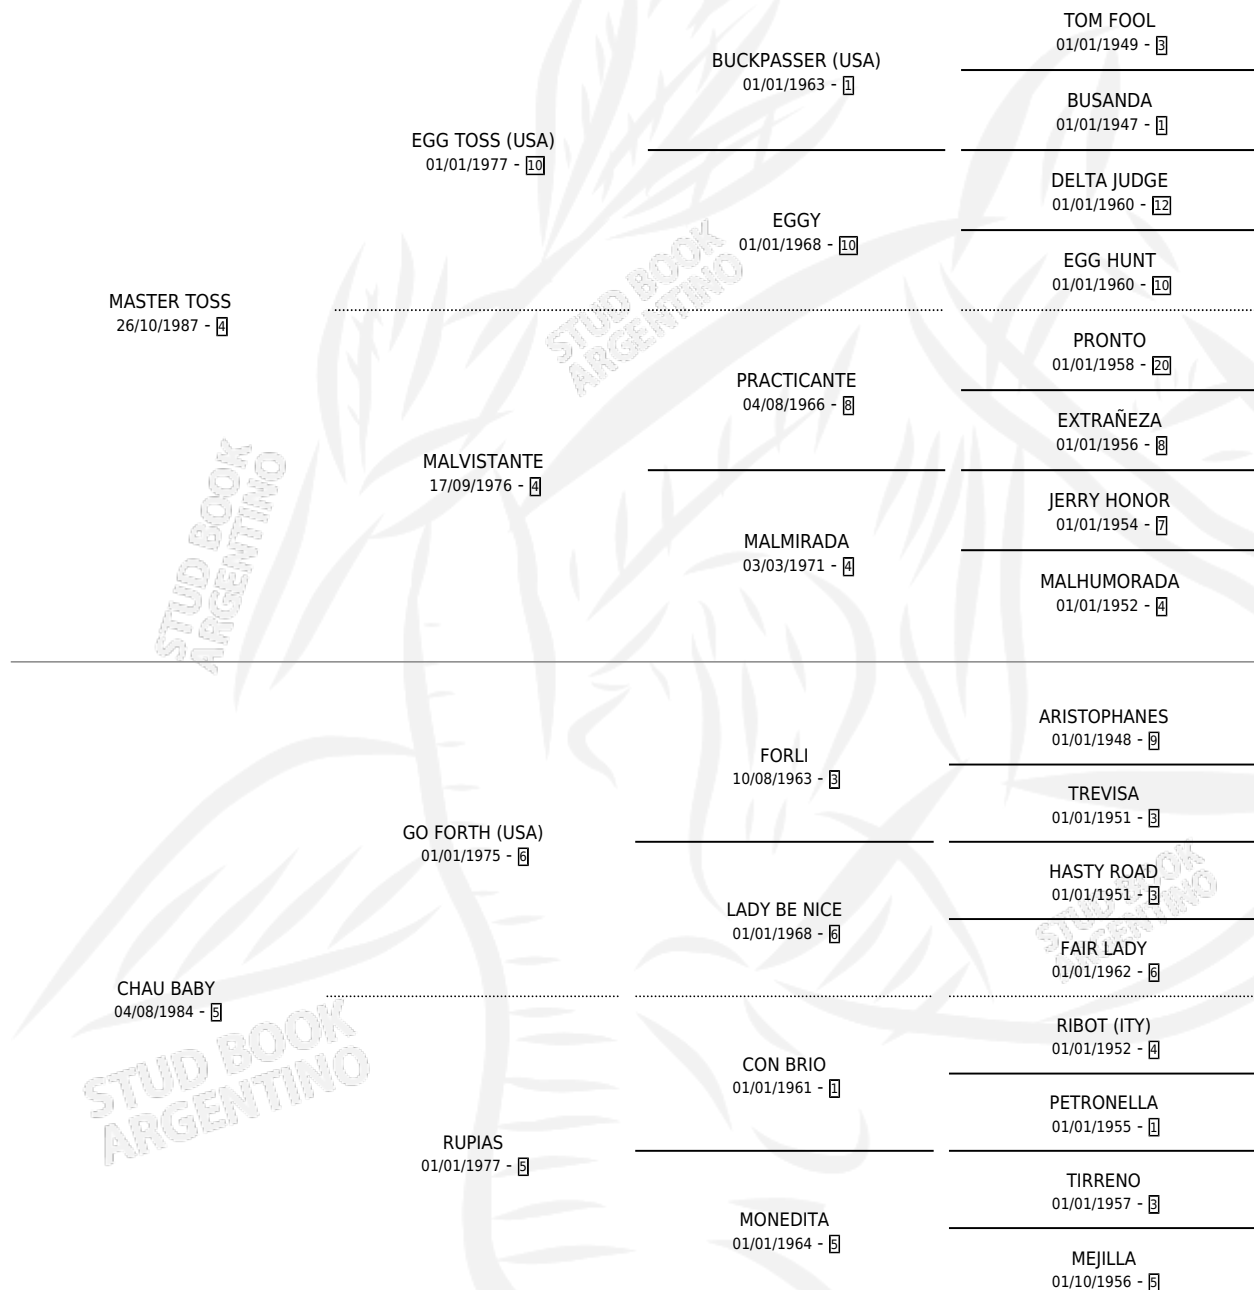 TOM FOOL
01/01/1949 - 3
BUCKPASSER (USA)
01/01/1963 - 1
BUSANDA
01/01/1947 - 1
EGG TOSS (USA)
01/01/1977 - 10
DELTA JUDGE
01/01/1960 - 12
EGGY
01/01/1968 - 10
EGG HUNT
01/01/1960 - 10
MASTER TOSS
26/10/1987 - 4
PRONTO
01/01/1958 - 20
PRACTICANTE
04/08/1966 - 8
EXTRAÑEZA
01/01/1956 - 8
MALVISTANTE
17/09/1976 - 4
JERRY HONOR
01/01/1954 - 7
MALMIRADA
03/03/1971 - 4
MALHUMORADA
01/01/1952 - 4
ARISTOPHANES
01/01/1948 - 9
FORLI
10/08/1963 - 3
TREVISA
01/01/1951 - 3
GO FORTH (USA)
01/01/1975 - 6
HASTY ROAD
01/01/1951 - 3
LADY BE NICE
01/01/1968 - 6
FAIR LADY
01/01/1962 - 6
CHAU BABY
04/08/1984 - 5
RIBOT (ITY)
01/01/1952 - 4
CON BRIO
01/01/1961 - 1
PETRONELLA
01/01/1955 - 1
RUPIAS
01/01/1977 - 5
TIRRENO
01/01/1957 - 3
MONEDITA
01/01/1964 - 5
MEJILLA
01/10/1956 - 5
STUD BOOK
ARGENTINO
STUD BOOK
ARGENTINO
STUD BOOK
ARGENTINO
STUD BOOK
ARGENTINO